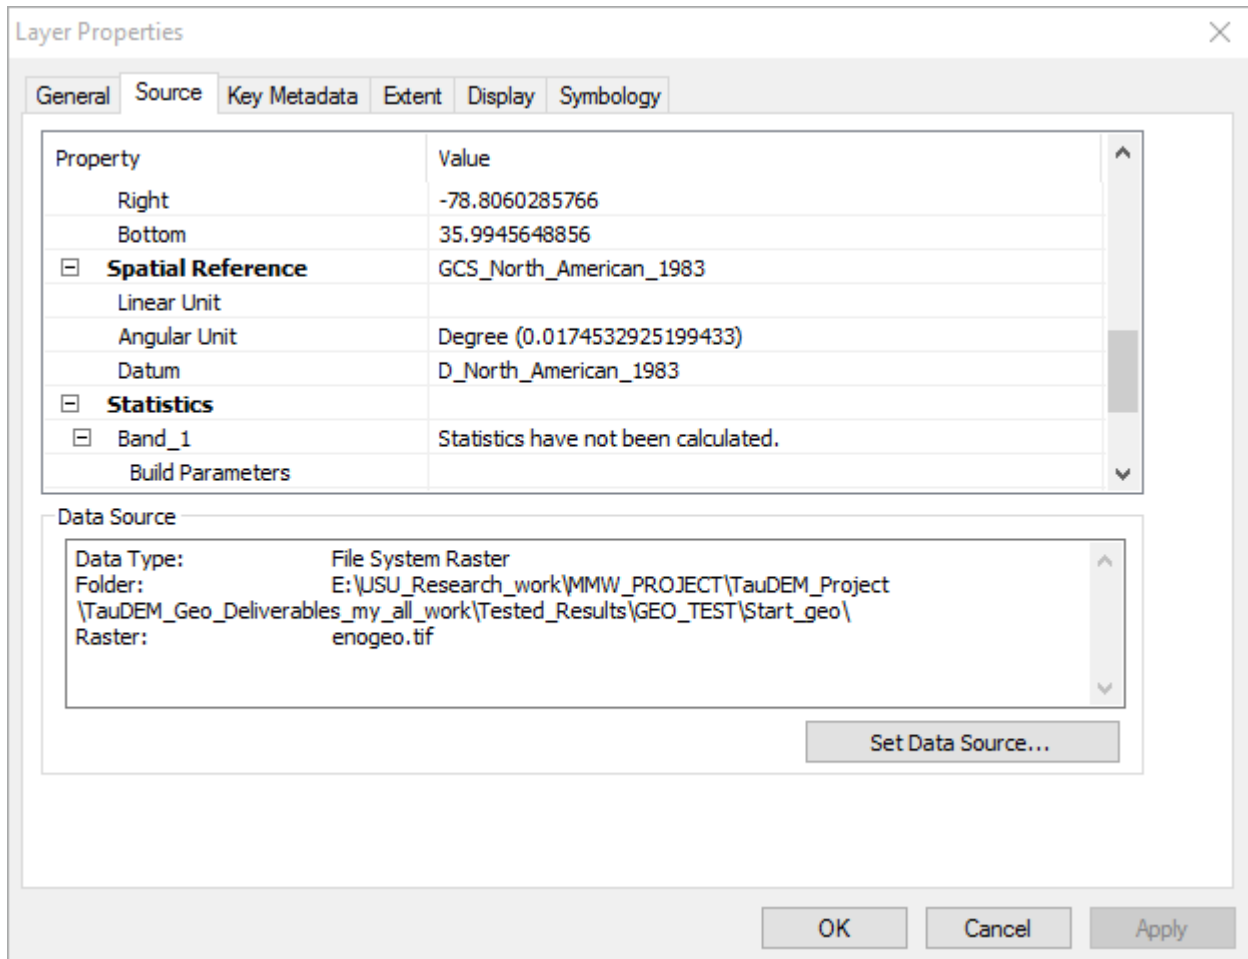 Layer Properties
General Source Key Metadata Extent Display Symbology
Property Value
Right -78.8060285766
Bottom 35.9945648856
Spatial Reference GCS_North_American_1983
Linear Unit
Angular Unit Degree (0.0174532925199433)
Datum D_North_American_1983
Statistics
Band_1 Statistics have not been calculated.
Build Parameters
Data Source
Data Type: File System Raster
Folder: E:\USU_Research_work\MMW_PROJECT\TauDEM_Project
\TauDEM_Geo_Deliverables_my_all_work\Tested_Results\GEO_TEST\Start_geo\
Raster: enogeo.tif
Set Data Source...
OK Cancel Apply